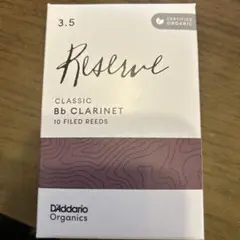 3.5
CERTIFIED
ORGANIC
Reserve
CLASSIC
Bb CLARINET
10 FILED REEDS
D'Addario
Organics